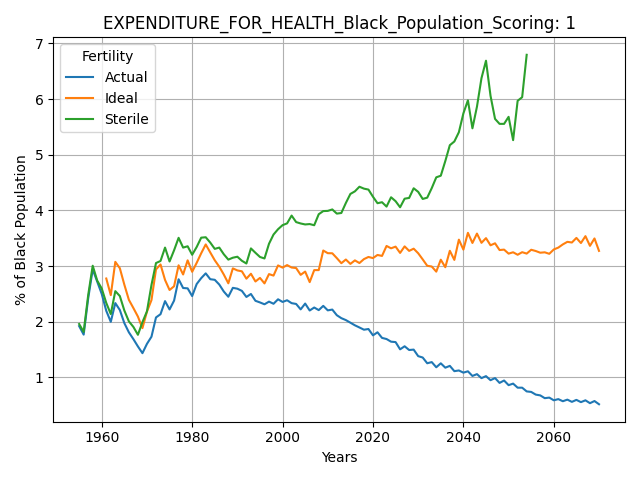 EXPENDITURE_FOR_HEALTH_Black_Population_Scoring: 1
7
6
5
4
3
2
1
% of Black Population
Fertility
Actual
Ideal
Sterile
1960 1980 2000 2020 2040 2060
Years